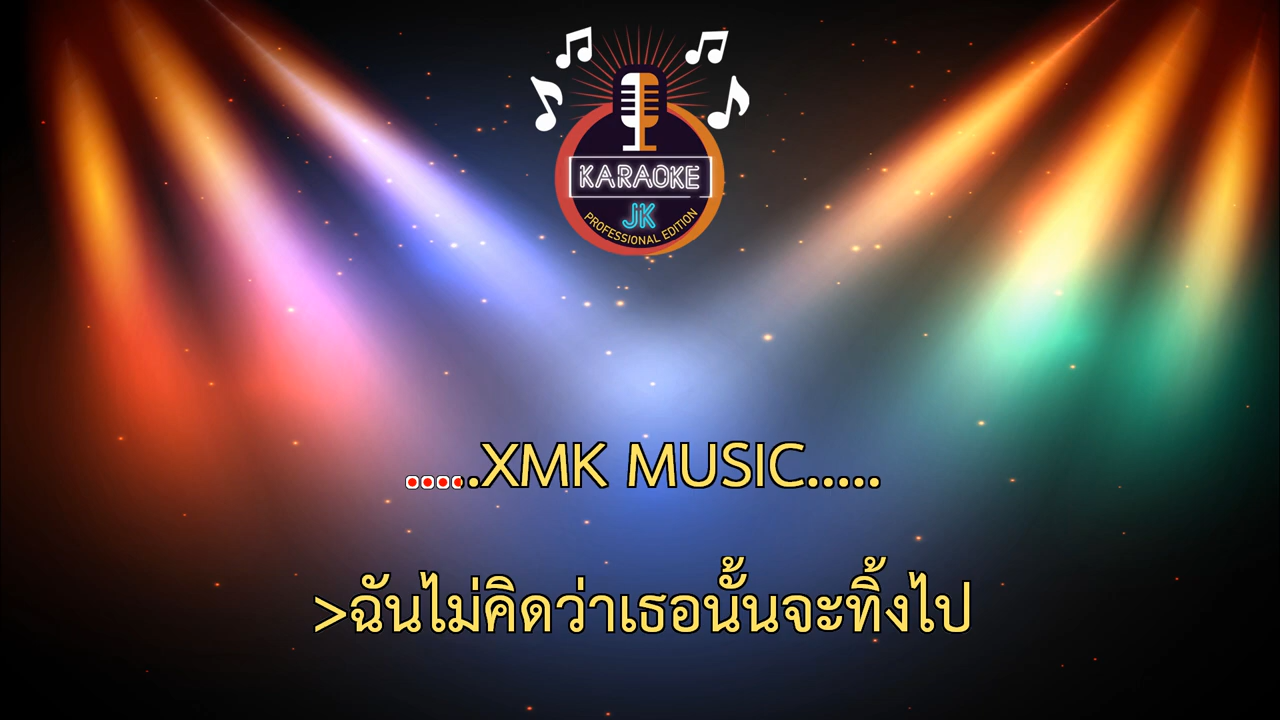 KARAOKE
JK
PROFESSIONAL EDITION
.....XMK MUSIC.....
>ฉันไม่คิดว่าเธอนั้นจะทิ้งไป